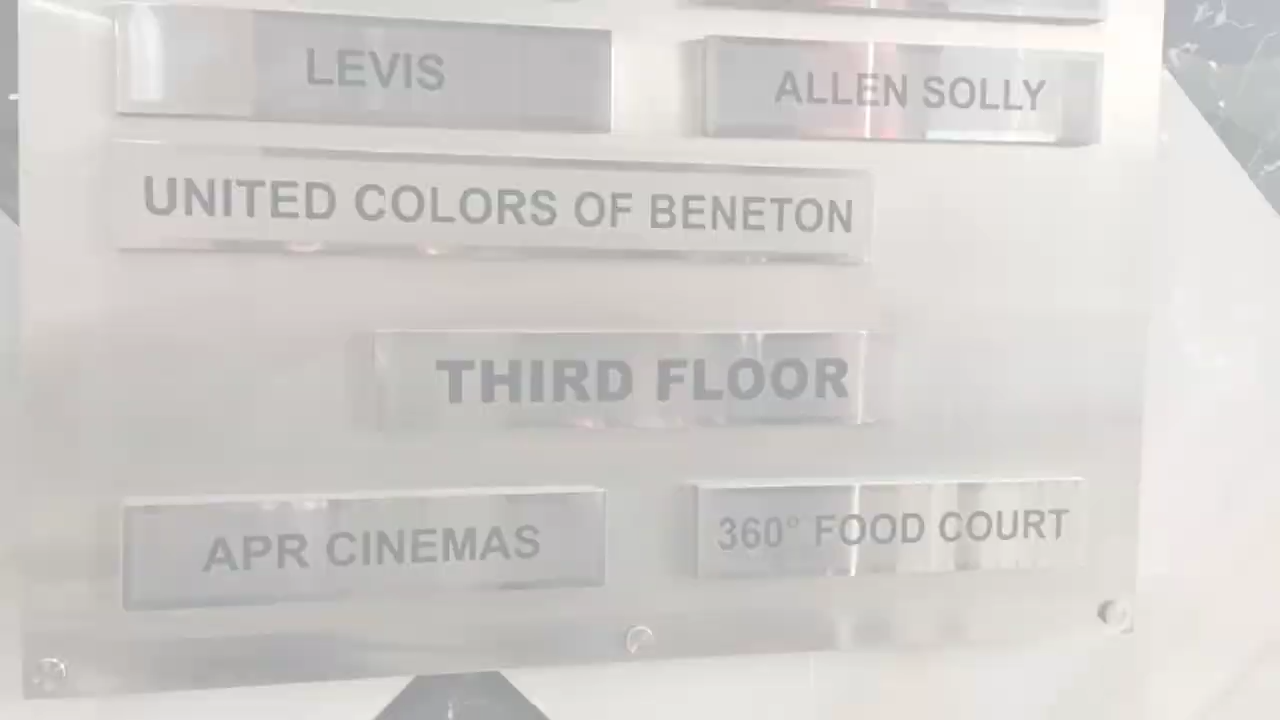 LEVIS
ALLEN SOLLY
UNITED COLORS OF BENETON
THIRD FLOOR
APR CINEMAS
360° FOOD COURT